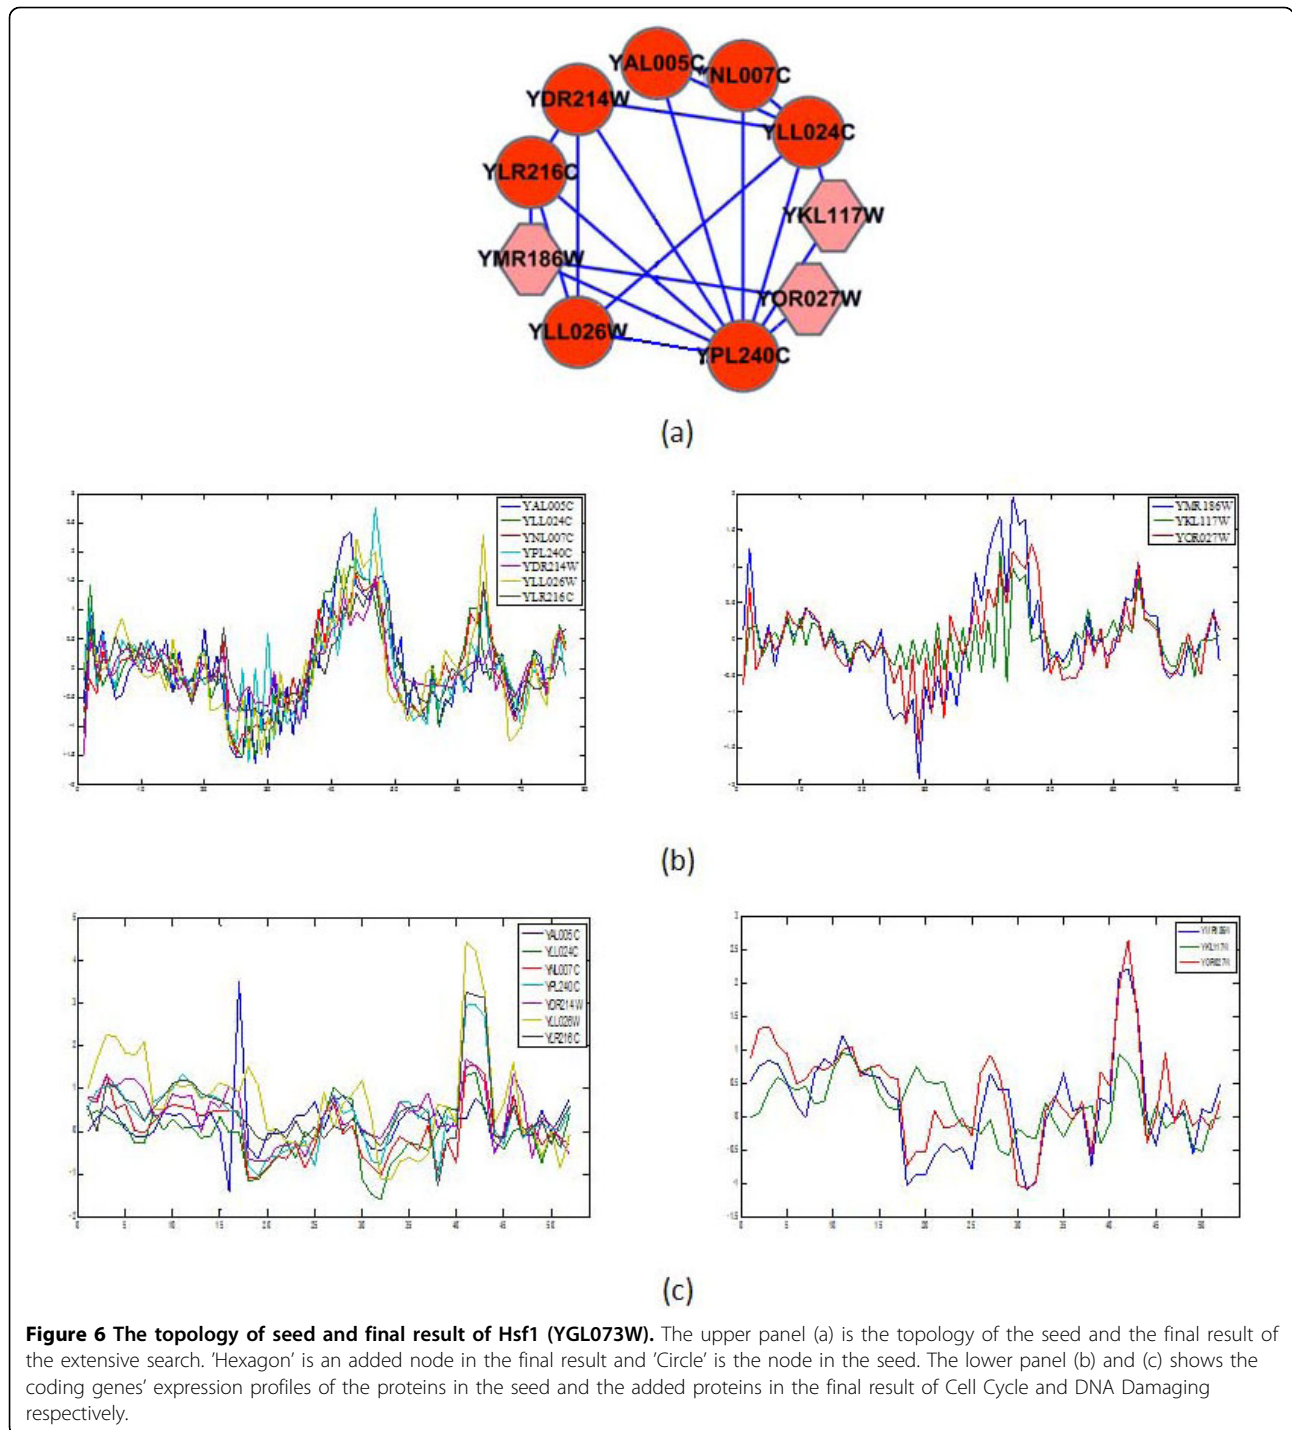 YAL005C
YNL007C
YDR214W
YLL024C
YLR216C
YKL117W
YMR186W
YOR027W
YLL026W
YPL240C
(a)
YAL005C
YLL024C
YNL007C
YPL240C
YDR214W
YLL026W
YLR216C
YMR186W
YKL117W
YOR027W
(b)
YAL005C
YLL024C
YNL007C
YPL240C
YDR214W
YLL026W
YLR216C
YMR186W
YKL117W
YOR027W
(c)
Figure 6 The topology of seed and final result of Hsf1 (YGL073W). The upper panel (a) is the topology of the seed and the final result of
the extensive search. 'Hexagon' is an added node in the final result and 'Circle' is the node in the seed. The lower panel (b) and (c) shows the
coding genes' expression profiles of the proteins in the seed and the added proteins in the final result of Cell Cycle and DNA Damaging
respectively.